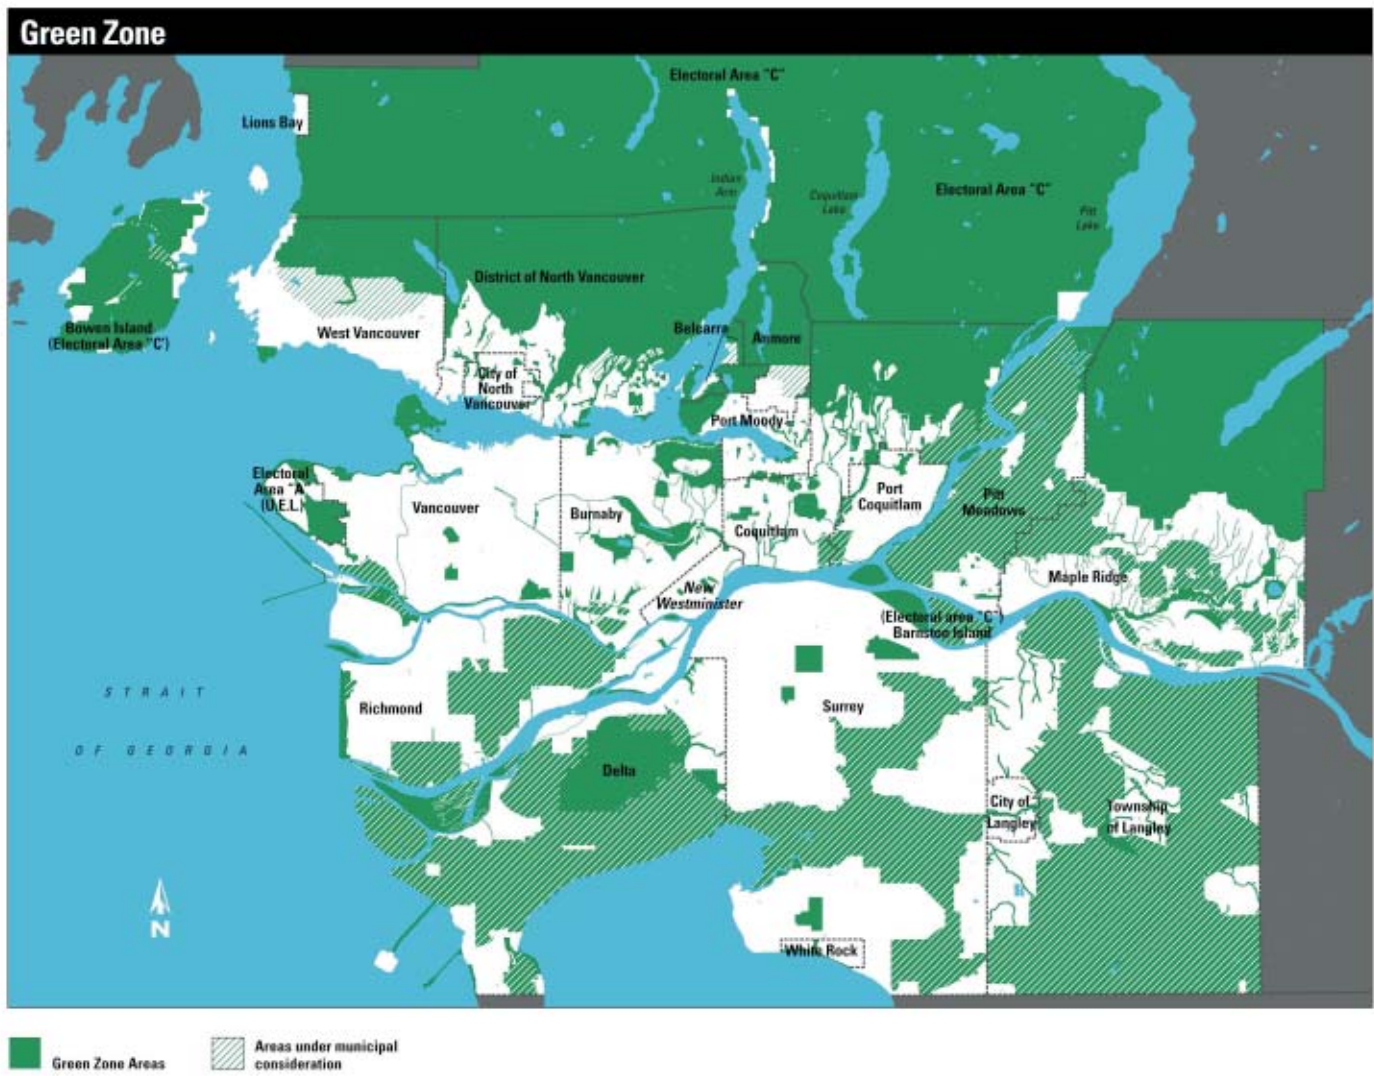 Green Zone
Electoral Area "C"
Lions Bay
Indian
Arm
Coquitlam
Lake
Electoral Area "C"
Pitt
Lake
District of North Vancouver
Bowen Island
(Electoral Area "C')
West Vancouver
Belcarra
Anmore
City of
North
Vancouver
Port Moody
Electoral
Area "A
(U.E.L.)
Vancouver
Burnaby
Coquitlam
Port
Coquitlam
Pitt
Meadows
Maple Ridge
New
Westminister
(Electoral area "C")
Barnston Island
STRAIT
OF GEORGIA
Richmond
Surrey
Delta
City of
Langley
Township
of Langley
N
White Rock
Green Zone Areas
Areas under municipal
consideration